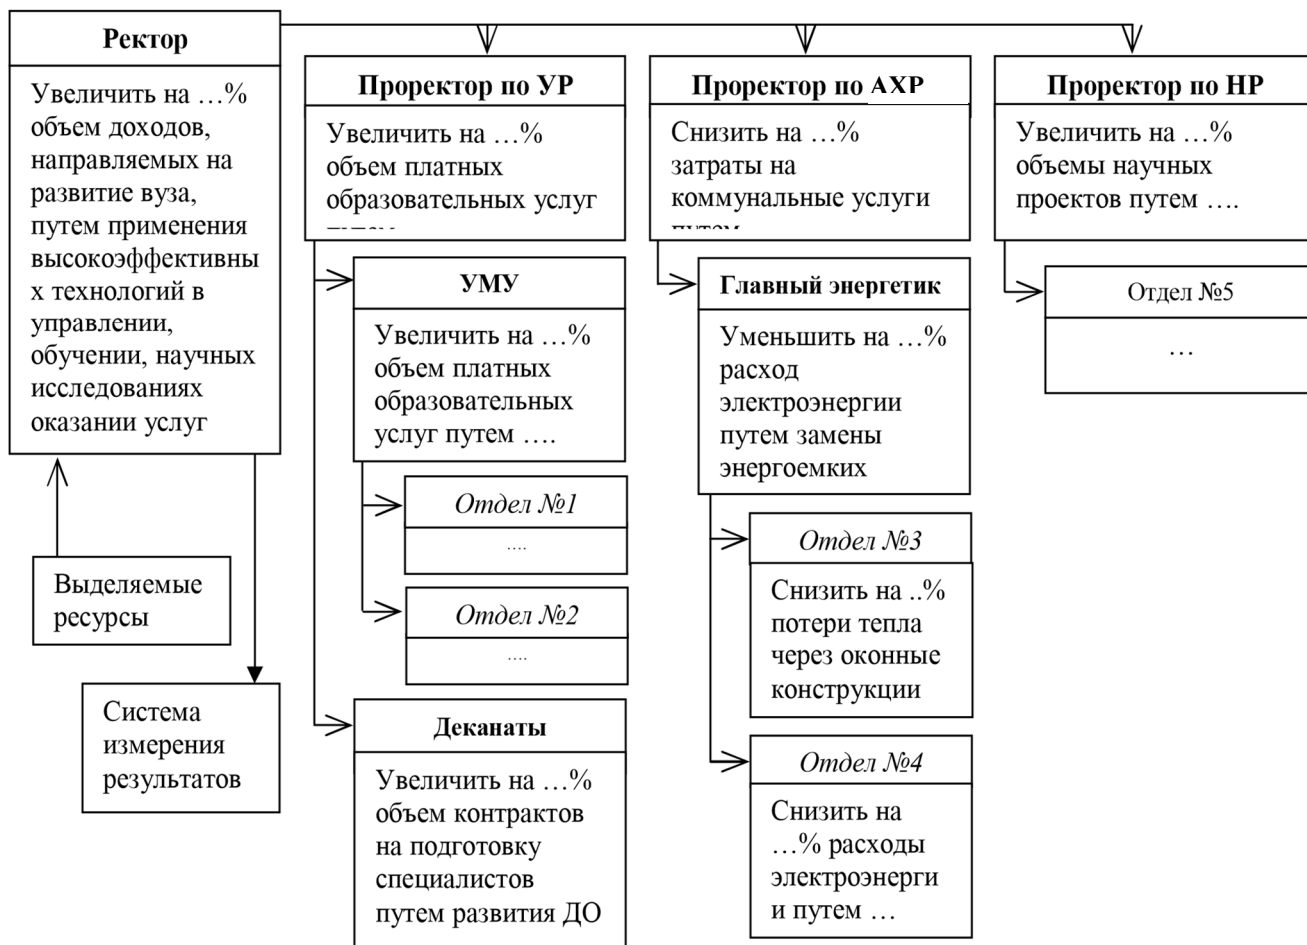 Ректор
Увеличить на …%
объем доходов,
направляемых на
развитие вуза,
путем применения
высокоэффективны
х технологий в
управлении,
обучении, научных
исследованиях
оказании услуг
Выделяемые
ресурсы
Система
измерения
результатов
Проректор по УР
Увеличить на …%
объем платных
образовательных услуг
путем
УМУ
Увеличить на …%
объем платных
образовательных
услуг путем ….
Отдел №1
….
Отдел №2
….
Деканаты
Увеличить на …%
объем контрактов
на подготовку
специалистов
путем развития ДО
Проректор по АХР
Снизить на …%
затраты на
коммунальные услуги
путем
Главный энергетик
Уменьшить на …%
расход
электроэнергии
путем замены
энергоемких
Отдел №3
Снизить на ..%
потери тепла
через оконные
конструкции
Отдел №4
Снизить на
…% расходы
электроэнерги
и путем …
Проректор по НР
Увеличить на …%
объемы научных
проектов путем ….
Отдел №5
…